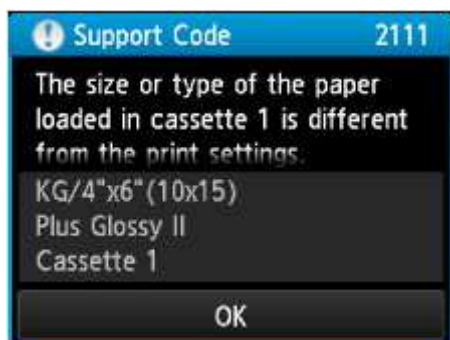 Support Code 2111
The size or type of the paper
loaded in cassette 1 is different
from the print settings.
KG/4"x6"(10x15)
Plus Glossy II
Cassette 1
OK